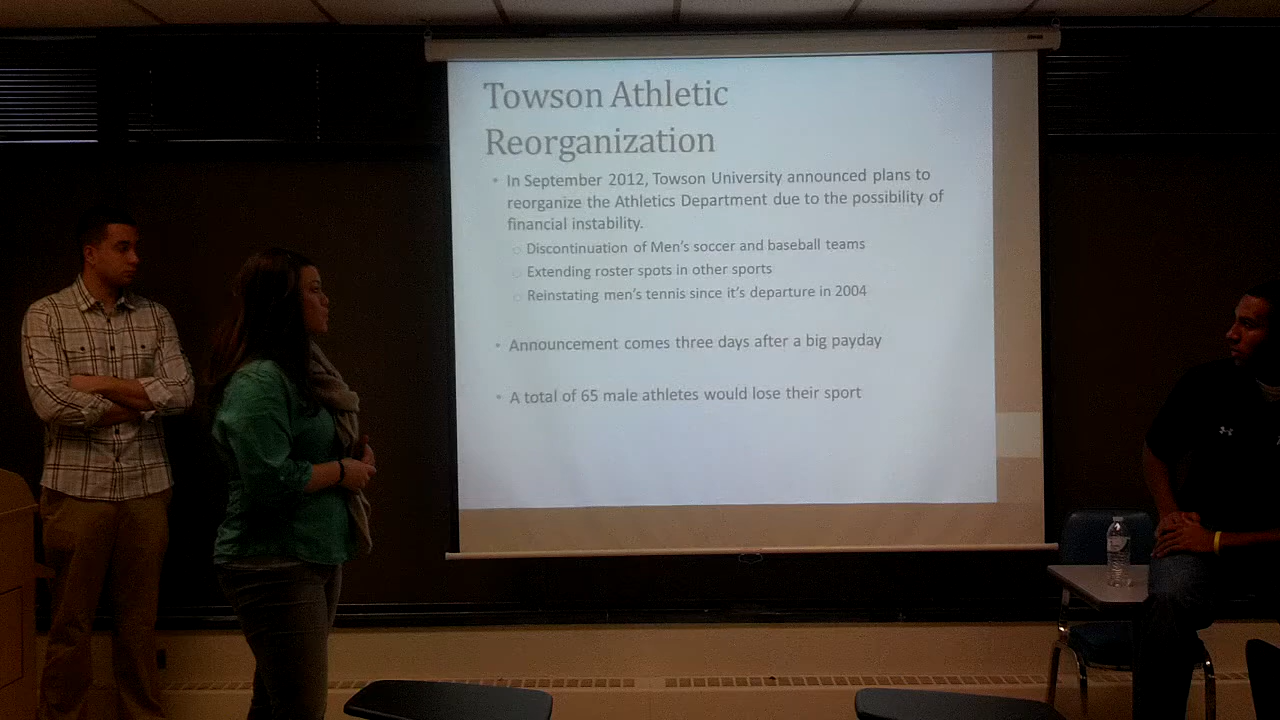 Towson Athletic
Reorganization
• In September 2012, Towson University announced plans to
reorganize the Athletics Department due to the possibility of
financial instability.
○ Discontinuation of Men's soccer and baseball teams
○ Extending roster spots in other sports
○ Reinstating men's tennis since it's departure in 2004
• Announcement comes three days after a big payday
• A total of 65 male athletes would lose their sport